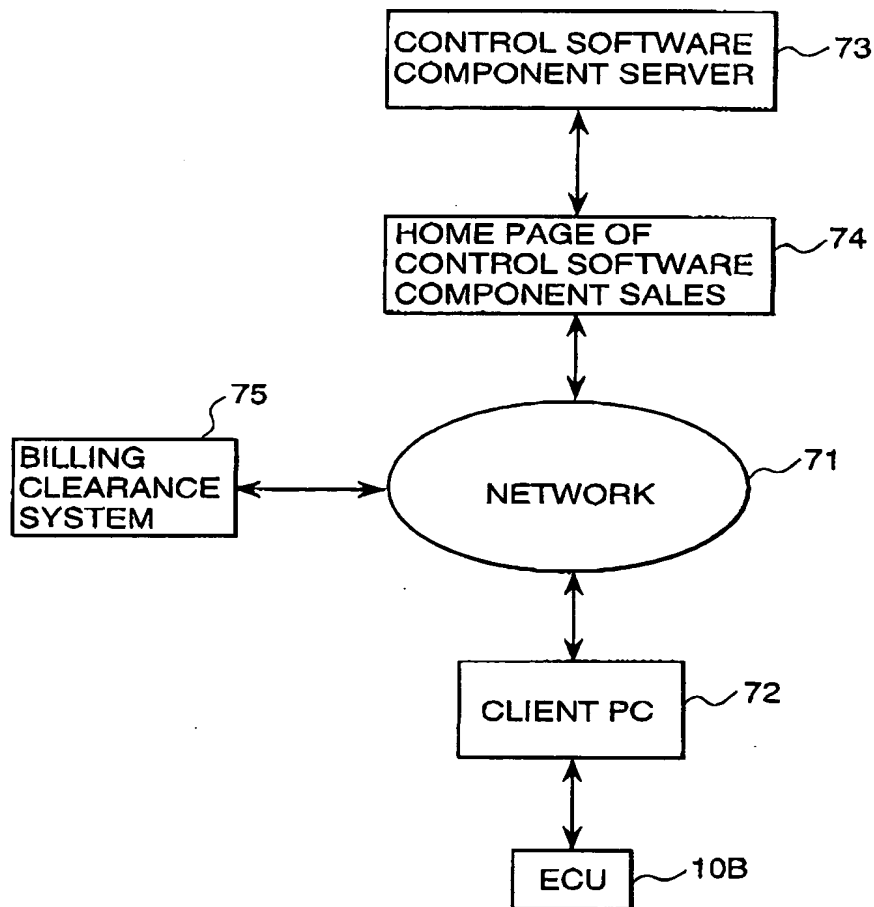 CONTROL SOFTWARE
COMPONENT SERVER
73
HOME PAGE OF
CONTROL SOFTWARE
COMPONENT SALES
74
75
BILLING
CLEARANCE
SYSTEM
NETWORK
71
CLIENT PC
72
ECU
10B